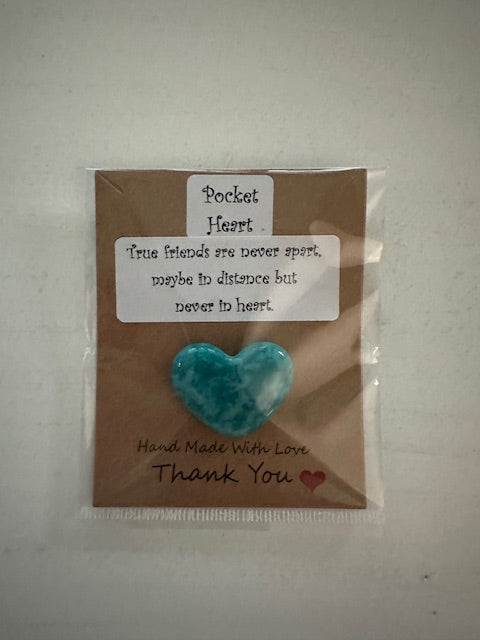 Pocket
Heart
True friends are never apart,
maybe in distance but
never in heart.
Hand Made With Love
Thank You